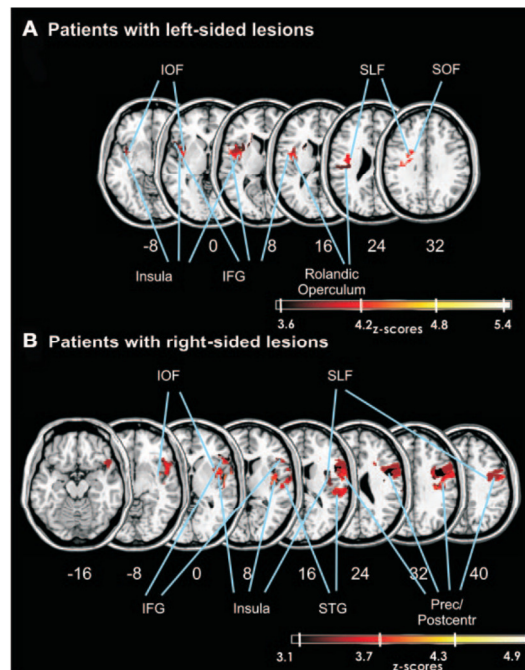 A Patients with left-sided lesions
IOF SLF SOF
-8 0 8 16 24 32
Insula IFG Rolandic
Operculum
3.6 4.2 4.8 5.4
z-scores
B Patients with right-sided lesions
IOF SLF
-16 -8 0 8 16 24 32 40
IFG Insula STG Prec/
Postcentr
3.1 3.7 4.3 4.9
z-scores